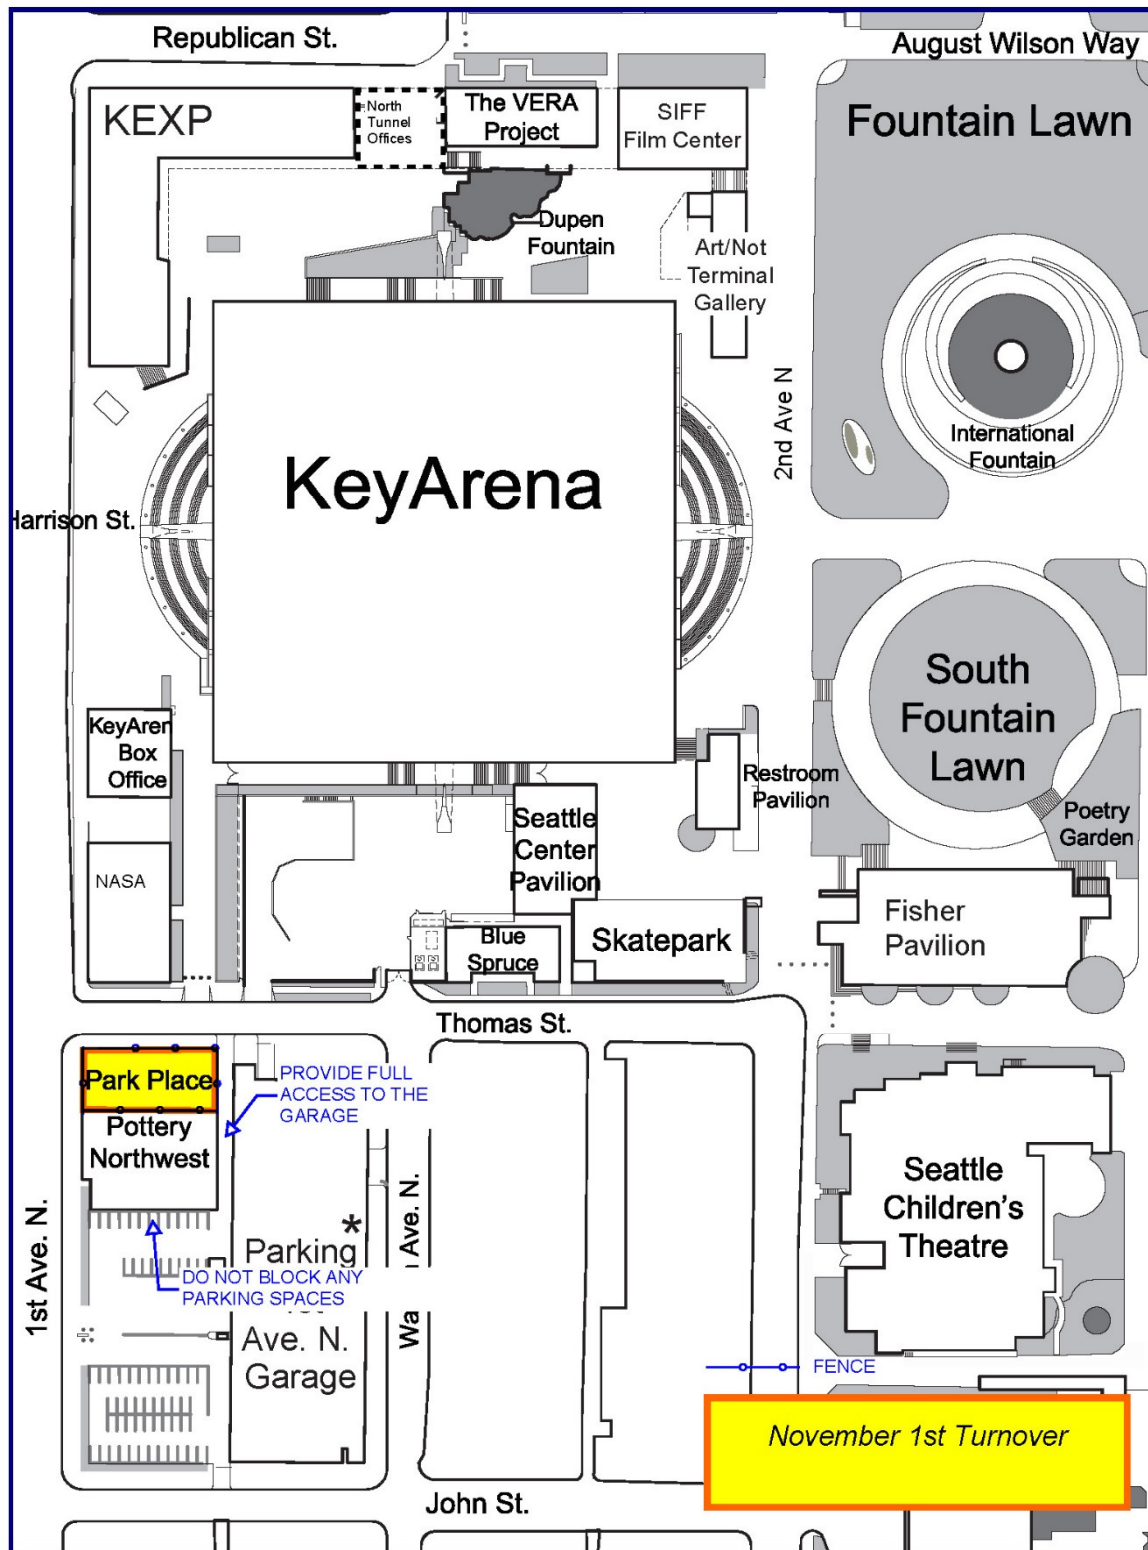 Republican St.
August Wilson Way
KEXP
North
Tunnel
Offices
The VERA
Project
SIFF
Film Center
Fountain Lawn
Dupen
Fountain
Art/Not
Terminal
Gallery
KeyArena
2nd Ave N
International
Fountain
Harrison St.
South
Fountain
Lawn
KeyAren
Box
Office
Restroom
Pavilion
Poetry
Garden
Seattle
Center
Pavilion
NASA
Blue
Spruce
Skatepark
Fisher
Pavilion
Thomas St.
Park Place
PROVIDE FULL
ACCESS TO THE
GARAGE
Pottery
Northwest
1st Ave. N.
Ave. N.
Seattle
Children's
Theatre
*
Parking
DO NOT BLOCK ANY
PARKING SPACES
Ave. N.
Garage
FENCE
November 1st Turnover
John St.